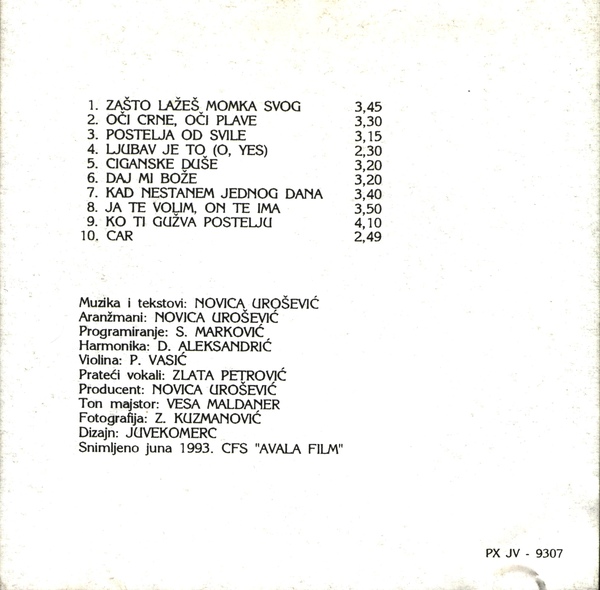 1. ZAŠTO LAŽEŠ MOMKA SVOG 3,45
2. OČI CRNE, OČI PLAVE 3,30
3. POSTELJA OD SVILE 3,15
4. LJUBAV JE TO (O, YES) 2,30
5. CIGANSKE DUŠE 3,20
6. DAJ MI BOŽE 3,20
7. KAD NESTANEM JEDNOG DANA 3,40
8. JA TE VOLIM, ON TE IMA 3,50
9. KO TI GUŽVA POSTELJU 4,10
10. CAR 2,49
Muzika i tekstovi: NOVICA UROŠEVIĆ
Aranžmani: NOVICA UROŠEVIĆ
Programiranje: S. MARKOVIĆ
Harmonika: D. ALEKSANDRIĆ
Violina: P. VASIĆ
Prateći vokali: ZLATA PETROVIĆ
Producent: NOVICA UROŠEVIĆ
Ton majstor: VESA MALDANER
Fotografija: Z. KUZMANOVIĆ
Dizajn: JUVEKOMERC
Snimljeno juna 1993. CFS "AVALA FILM"
PX JV - 9307